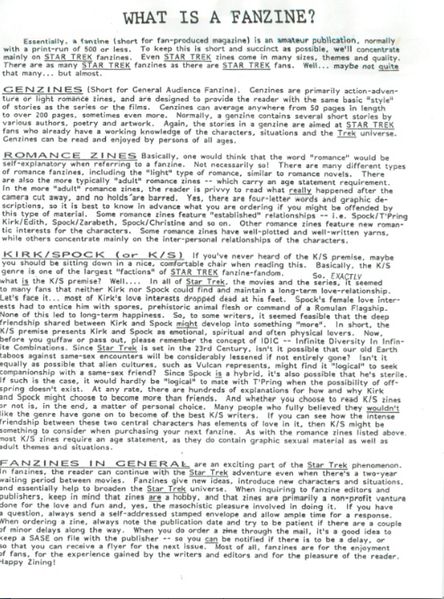 WHAT IS A FANZINE?
Essentially, a fanzine (short for fan-produced magazine) is an amateur publication, normally
with a print-run of 500 or less. To keep this short and succinct as possible, we'll concentrate
mainly on STAR TREK fanzines. Even STAR TREK zines come in many sizes, themes and quality.
There are as many STAR TREK fanzines as there are STAR TREK fans. Well... maybe not quite
that many... but almost.
GENZINES (Short for General Audience Fanzine). Genzines are primarily action-adven-
ture or light romance zines, and are designed to provide the reader with the same basic "style"
of stories as the series or the films. Genzines can average anywhere from 50 pages in length
to over 200 pages, sometimes even more. Normally, a genzine contains several short stories by
various authors, poetry and artwork. Again, the stories in a genzine are aimed at STAR TREK
fans who already have a working knowledge of the characters, situations and the Trek universe.
Genzines can be read and enjoyed by persons of all ages.
ROMANCE ZINES Basically, one would think that the word "romance" would be
self-explanatory when referring to a fanzine. Not necessarily so! There are many different types
of romance fanzines, including the "light" type of romance, similar to romance novels. There
are also the more typically "adult" romance zines -- which carry an age statement requirement.
In the more "adult" romance zines, the reader is privvy to read what really happened after the
camera cut away, and no holds are barred. Yes, there are four-letter words and graphic de-
scriptions, so it is best to know in advance what you are ordering if you might be offended by
this type of material. Some romance zines feature "established" relationships -- i.e. Spock/T'Pring
Kirk/Edith, Spock/Zarabeth, Spock/Christine and so on. Other romance zines feature new roman-
tic interests for the characters. Some romance zines have well-plotted and well-written yarns,
while others concentrate mainly on the inter-personal relationships of the characters.
KIRK/SPOCK (or K/S) If you've never heard of the K/S premise, maybe
you should be sitting down in a nice, comfortable chair when reading this. Basically, the K/S
genre is one of the largest "factions" of STAR TREK fanzine-fandom. So, EXACTLY
what is the K/S premise? Well.... In all of Star Trek, the movies and the series, it seemed
to many fans that neither Kirk nor Spock could find and maintain a long-term love-relationship.
Let's face it... most of Kirk's love interests dropped dead at his feet. Spock's female love inter-
ests had to entice him with spores, prehistoric animal flesh or command of a Romulan Flagship.
None of this led to long-term happiness. So, to some writers, it seemed feasible that the deep
friendship shared between Kirk and Spock might develop into something "more". In short, the
K/S premise presents Kirk and Spock as emotional, spiritual and often physical lovers. Now,
before you guffaw or pass out, please remember the concept of IDIC -- Infinite Diversity In Infin-
ite Combinations. Since Star Trek is set in the 23rd Century, isn't it possible that our old Earth
taboos against same-sex encounters will be considerably lessened if not entirely gone? Isn't it
equally as possible that alien cultures, such as Vulcan represents, might find it "logical" to seek
companionship with a same-sex friend? Since Spock is a hybrid, it's also possible that he's sterile.
If such is the case, it would hardly be "logical" to mate with T'Pring when the possibility of off-
spring doesn't exist. At any rate, there are hundreds of explanations for how and why Kirk
and Spock might choose to become more than friends. And whether you choose to read K/S zines
or not is, in the end, a matter of personal choice. Many people who fully believed they wouldn't
like the genre have gone on to become of the best K/S writers. If you can see how the intense
friendship between these two central characters has elements of love in it, then K/S might be
something to consider when purchasing your next fanzine. As with the romance zines listed above,
most K/S zines require an age statement, as they do contain graphic sexual material as well as
adult themes and situations.
FANZINES IN GENERAL are an exciting part of the Star Trek phenomenon.
In fanzines, the reader can continue with the Star Trek adventure even when there's a two-year
waiting period between movies. Fanzines give new ideas, introduce new characters and situations,
and essentially help to broaden the Star Trek universe. When inquiring to fanzine editors and
publishers, keep in mind that zines are a hobby, and that zines are primarily a non-profit venture
done for the love and fun and, yes, the masochistic pleasure involved in doing it. If you have
a question, always send a self-addressed stamped envelope and allow ample time for a response.
When ordering a zine, always note the publication date and try to be patient if there are a couple
of minor delays along the way. When you do order a zine through the mail, it's a good idea to
keep a SASE on file with the publisher -- so you can be notified if there is to be a delay, or
so that you can receive a flyer for the next issue. Most of all, fanzines are for the enjoyment
of fans, for the experience gained by the writers and editors and for the pleasure of the reader.
Happy Zining!